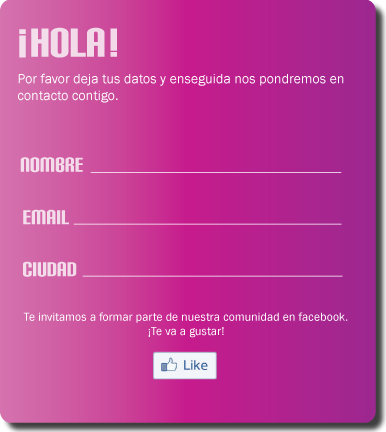 ¡HOLA!
Por favor deja tus datos y enseguida nos pondremos en
contacto contigo.
NOMBRE
EMAIL
CIUDAD
Te invitamos a formar parte de nuestra comunidad en facebook.
¡Te va a gustar!
Like